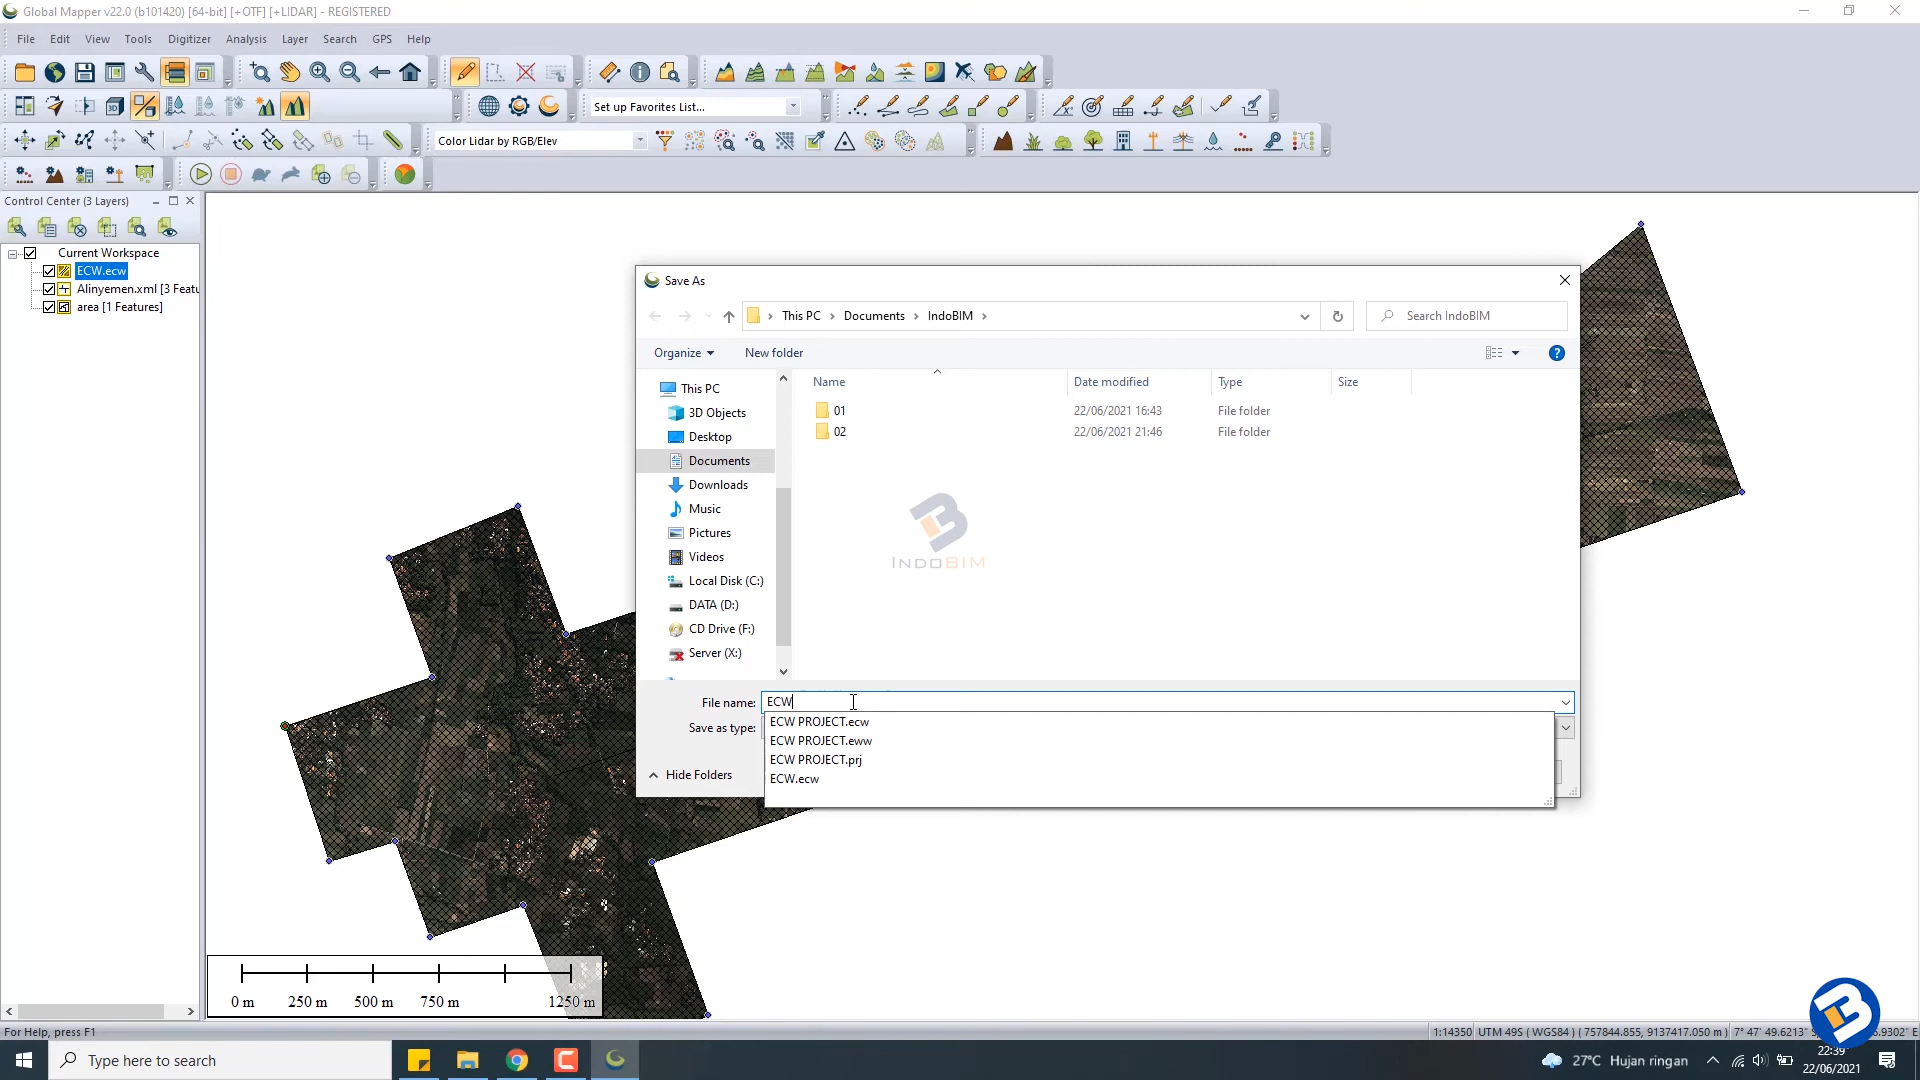 Global Mapper v22.0 (b101420) [64-bit] [+OTF] [+LIDAR] - REGISTERED
File Edit View Tools Digitizer Analysis Layer Search GPS Help
Set up Favorites List...
Color Lidar by RGB/Elev
Control Center (3 Layers)
Current Workspace
ECW.ecw
Alinyemen.xml [3 Featu
area [1 Features]
Save As
This PC › Documents › IndoBIM ›
Search IndoBIM
Organize
New folder
Name Date modified Type Size
01 22/06/2021 16:43 File folder
02 22/06/2021 21:46 File folder
This PC
3D Objects
Desktop
Documents
Downloads
Music
Pictures
Videos
Local Disk (C:)
DATA (D:)
CD Drive (F:)
Server (X:)
INDOBIM
File name: ECW
Save as type:
ECW PROJECT.ecw
ECW PROJECT.eww
ECW PROJECT.prj
ECW.ecw
Hide Folders
0 m 250 m 500 m 750 m 1250 m
For Help, press F1
1:14350 UTM 49S ( WGS84 ) ( 757844.855, 9137417.050 m ) 7° 47' 49.6213" S
.9302" E
Type here to search
27°C Hujan ringan
22:39
22/06/2021